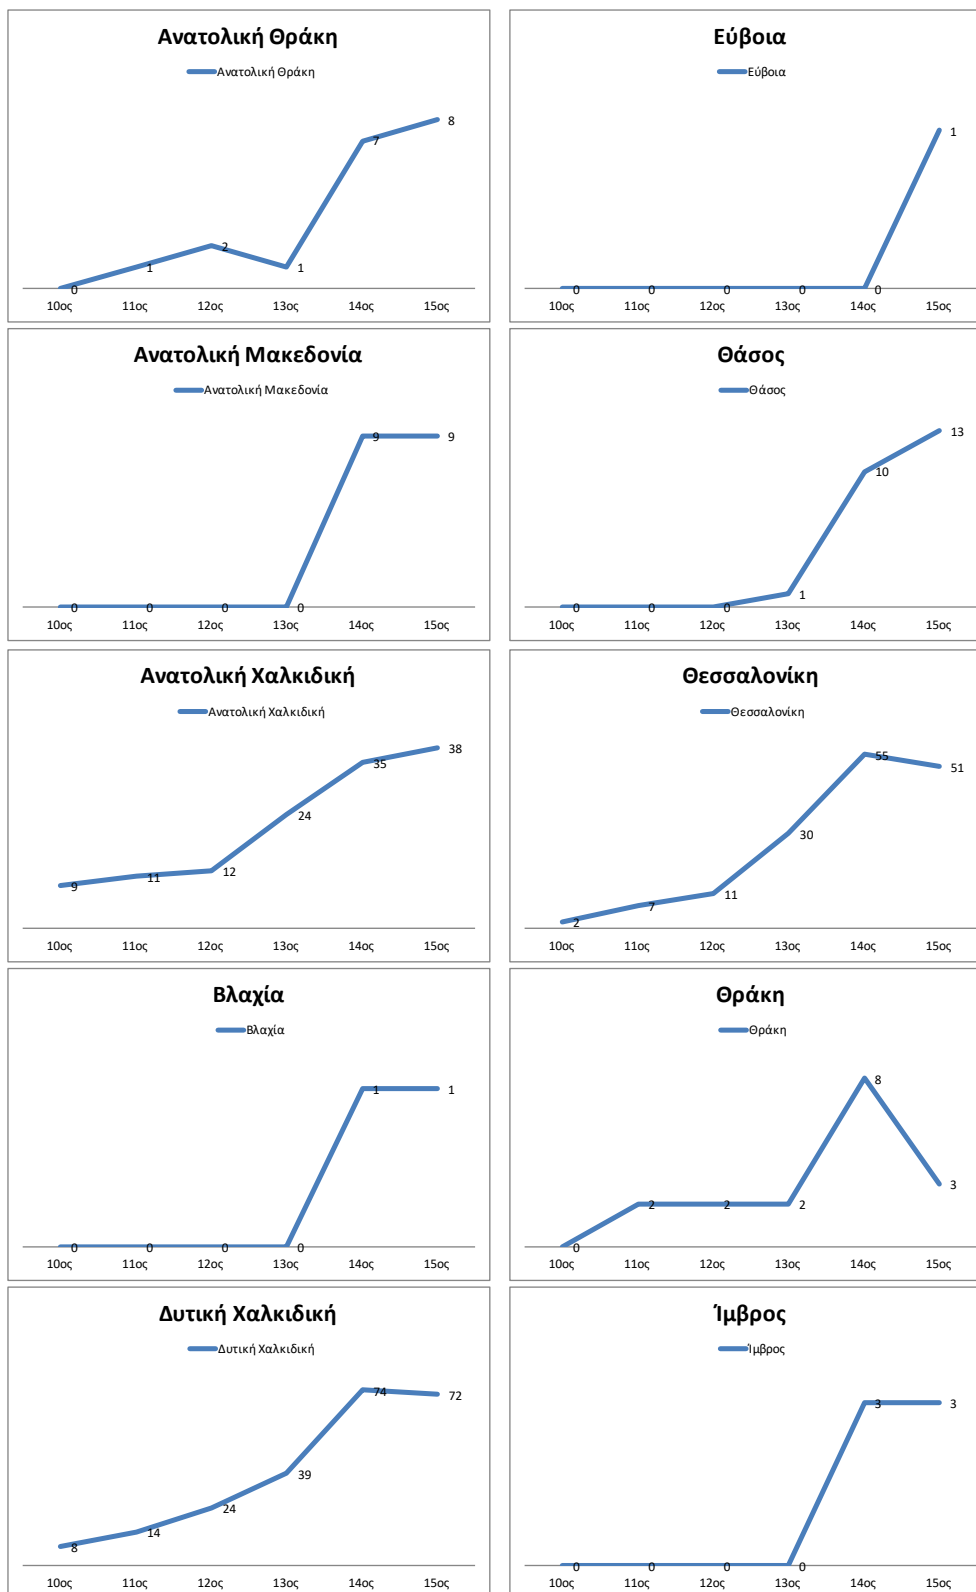 Ανατολική Θράκη
Ανατολική Θράκη
0 1 2 1 7 8
10ος 11ος 12ος 13ος 14ος 15ος
Εύβοια
Εύβοια
0 0 0 0 0 1
10ος 11ος 12ος 13ος 14ος 15ος
Ανατολική Μακεδονία
Ανατολική Μακεδονία
0 0 0 0 9 9
10ος 11ος 12ος 13ος 14ος 15ος
Θάσος
Θάσος
0 0 0 1 10 13
10ος 11ος 12ος 13ος 14ος 15ος
Ανατολική Χαλκιδική
Ανατολική Χαλκιδική
9 11 12 24 35 38
10ος 11ος 12ος 13ος 14ος 15ος
Θεσσαλονίκη
Θεσσαλονίκη
2 7 11 30 55 51
10ος 11ος 12ος 13ος 14ος 15ος
Βλαχία
Βλαχία
0 0 0 0 1 1
10ος 11ος 12ος 13ος 14ος 15ος
Θράκη
Θράκη
0 2 2 2 8 3
10ος 11ος 12ος 13ος 14ος 15ος
Δυτική Χαλκιδική
Δυτική Χαλκιδική
8 14 24 39 74 72
10ος 11ος 12ος 13ος 14ος 15ος
Ίμβρος
Ίμβρος
0 0 0 0 3 3
10ος 11ος 12ος 13ος 14ος 15ος